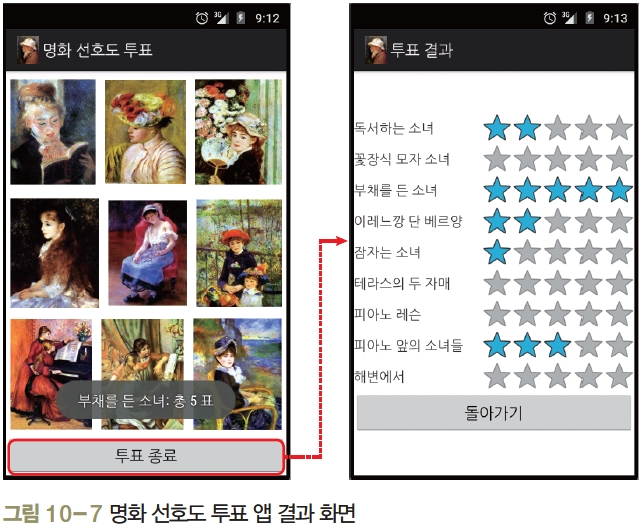 3G 9:12
명화 선호도 투표
부채를 든 소녀: 총 5 표
투표 종료
3G 9:13
투표 결과
독서하는 소녀
꽃장식 모자 소녀
부채를 든 소녀
이레느깡 단 베르양
잠자는 소녀
테라스의 두 자매
피아노 레슨
피아노 앞의 소녀들
해변에서
돌아가기
그림 10-7 명화 선호도 투표 앱 결과 화면